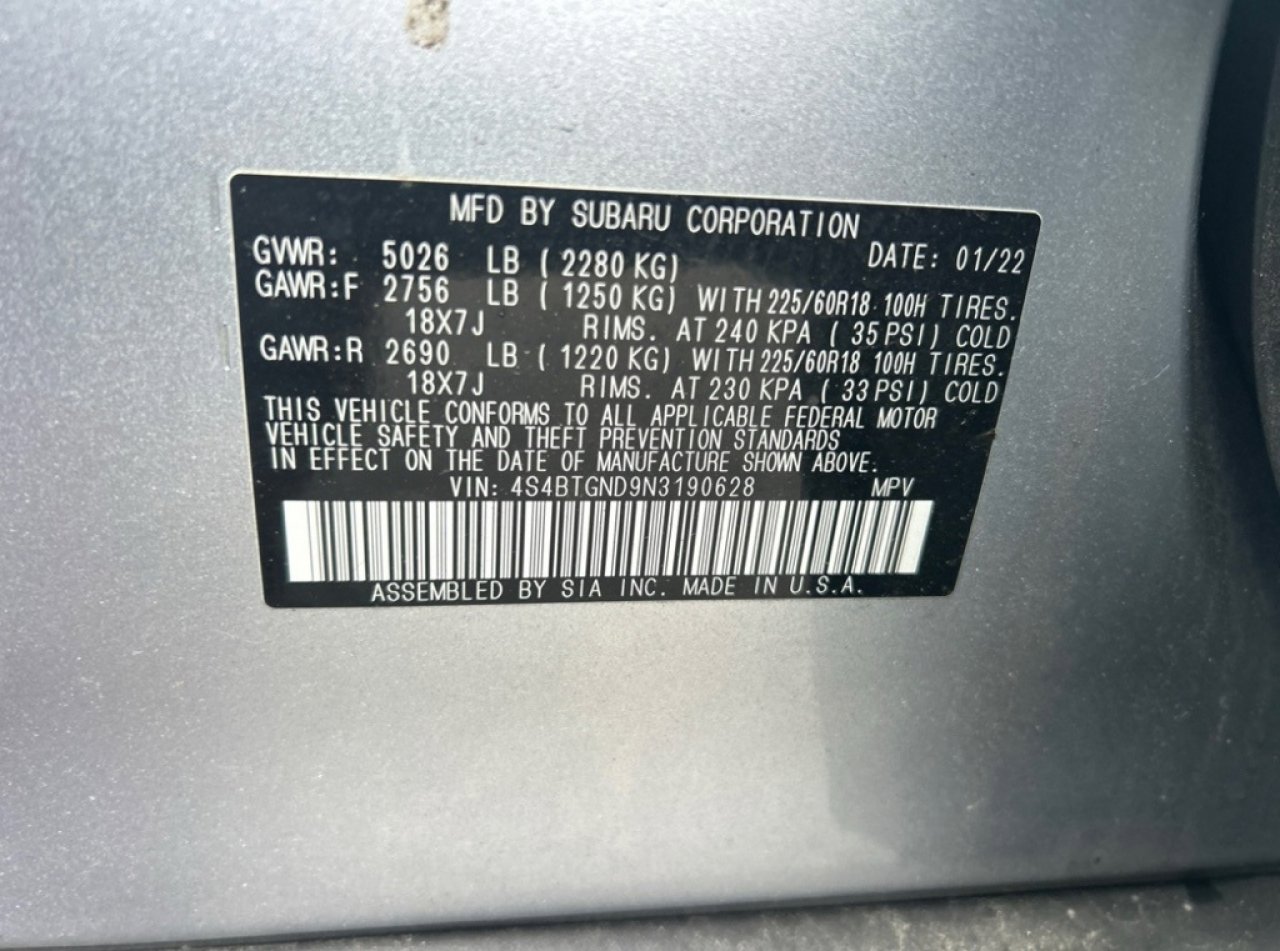 MFD BY SUBARU CORPORATION
GVWR: 5026 LB ( 2280 KG) DATE: 01/22
GAWR:F 2756 LB ( 1250 KG) WITH 225/60R18 100H TIRES.
18X7J RIMS. AT 240 KPA ( 35 PSI) COLD
GAWR:R 2690 LB ( 1220 KG) WITH 225/60R18 100H TIRES.
18X7J RIMS. AT 230 KPA ( 33 PSI) COLD
THIS VEHICLE CONFORMS TO ALL APPLICABLE FEDERAL MOTOR
VEHICLE SAFETY AND THEFT PREVENTION STANDARDS
IN EFFECT ON THE DATE OF MANUFACTURE SHOWN ABOVE.
VIN: 4S4BTGND9N3190628 MPV
ASSEMBLED BY SIA INC. MADE IN U.S.A.